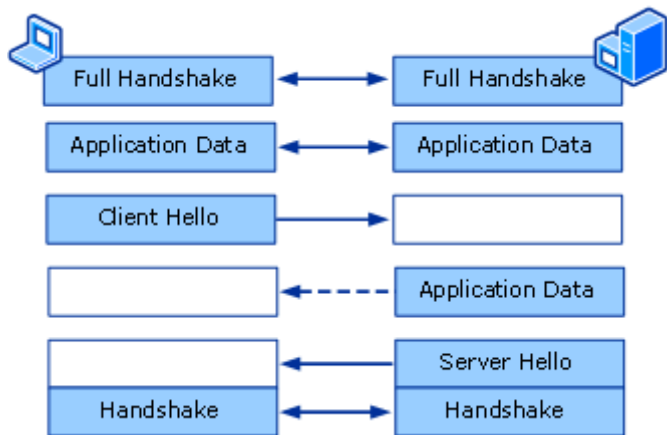 Full Handshake
Full Handshake
Application Data
Application Data
Client Hello
Application Data
Server Hello
Handshake
Handshake